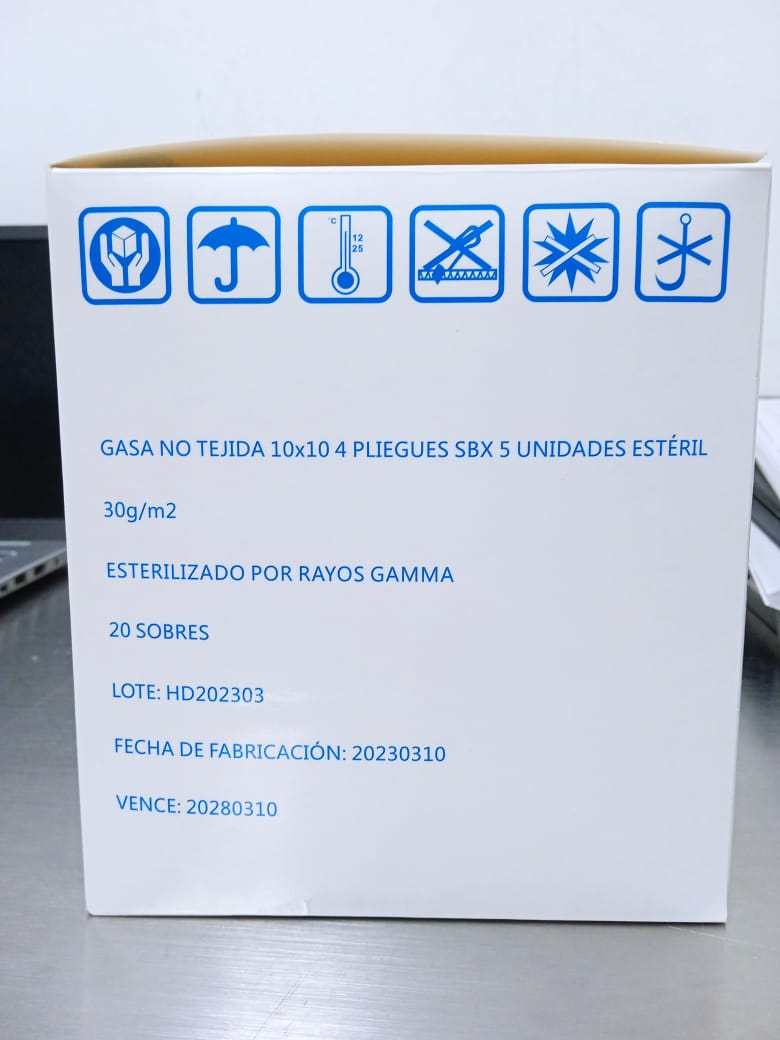 °C
12
25
GASA NO TEJIDA 10x10 4 PLIEGUES SBX 5 UNIDADES ESTÉRIL
30g/m2
ESTERILIZADO POR RAYOS GAMMA
20 SOBRES
LOTE: HD202303
FECHA DE FABRICACIÓN: 20230310
VENCE: 20280310